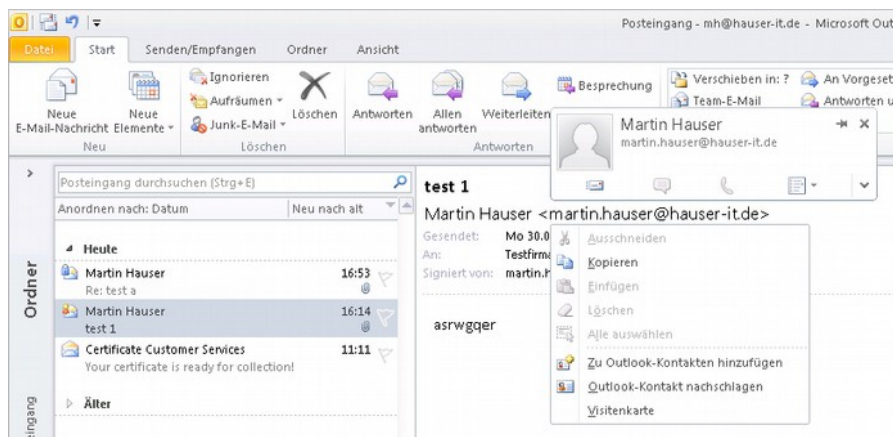 Posteingang - mh@hauser-it.de - Microsoft Out
Datei Start Senden/Empfangen Ordner Ansicht
Neue E-Mail-Nachricht
Neue Elemente
Neu
Ignorieren
Aufräumen
Junk-E-Mail
Löschen
Löschen
Antworten
Allen antworten
Weiterleiten
Besprechung
Antworten
Verschieben in: ?
Team-E-Mail
An Vorgeset
Antworten u
Martin Hauser
martin.hauser@hauser-it.de
Posteingang durchsuchen (Strg+E)
Anordnen nach: Datum Neu nach alt
Heute
Martin Hauser 16:53
Re: test a
Martin Hauser 16:14
test 1
Certificate Customer Services 11:11
Your certificate is ready for collection!
Älter
Ordner
eingang
test 1
Martin Hauser <martin.hauser@hauser-it.de>
Gesendet: Mo 30.0
An: Testfirma
Signiert von: martin.h
asrwgqer
Ausschneiden
Kopieren
Einfügen
Löschen
Alle auswählen
Zu Outlook-Kontakten hinzufügen
Outlook-Kontakt nachschlagen
Visitenkarte